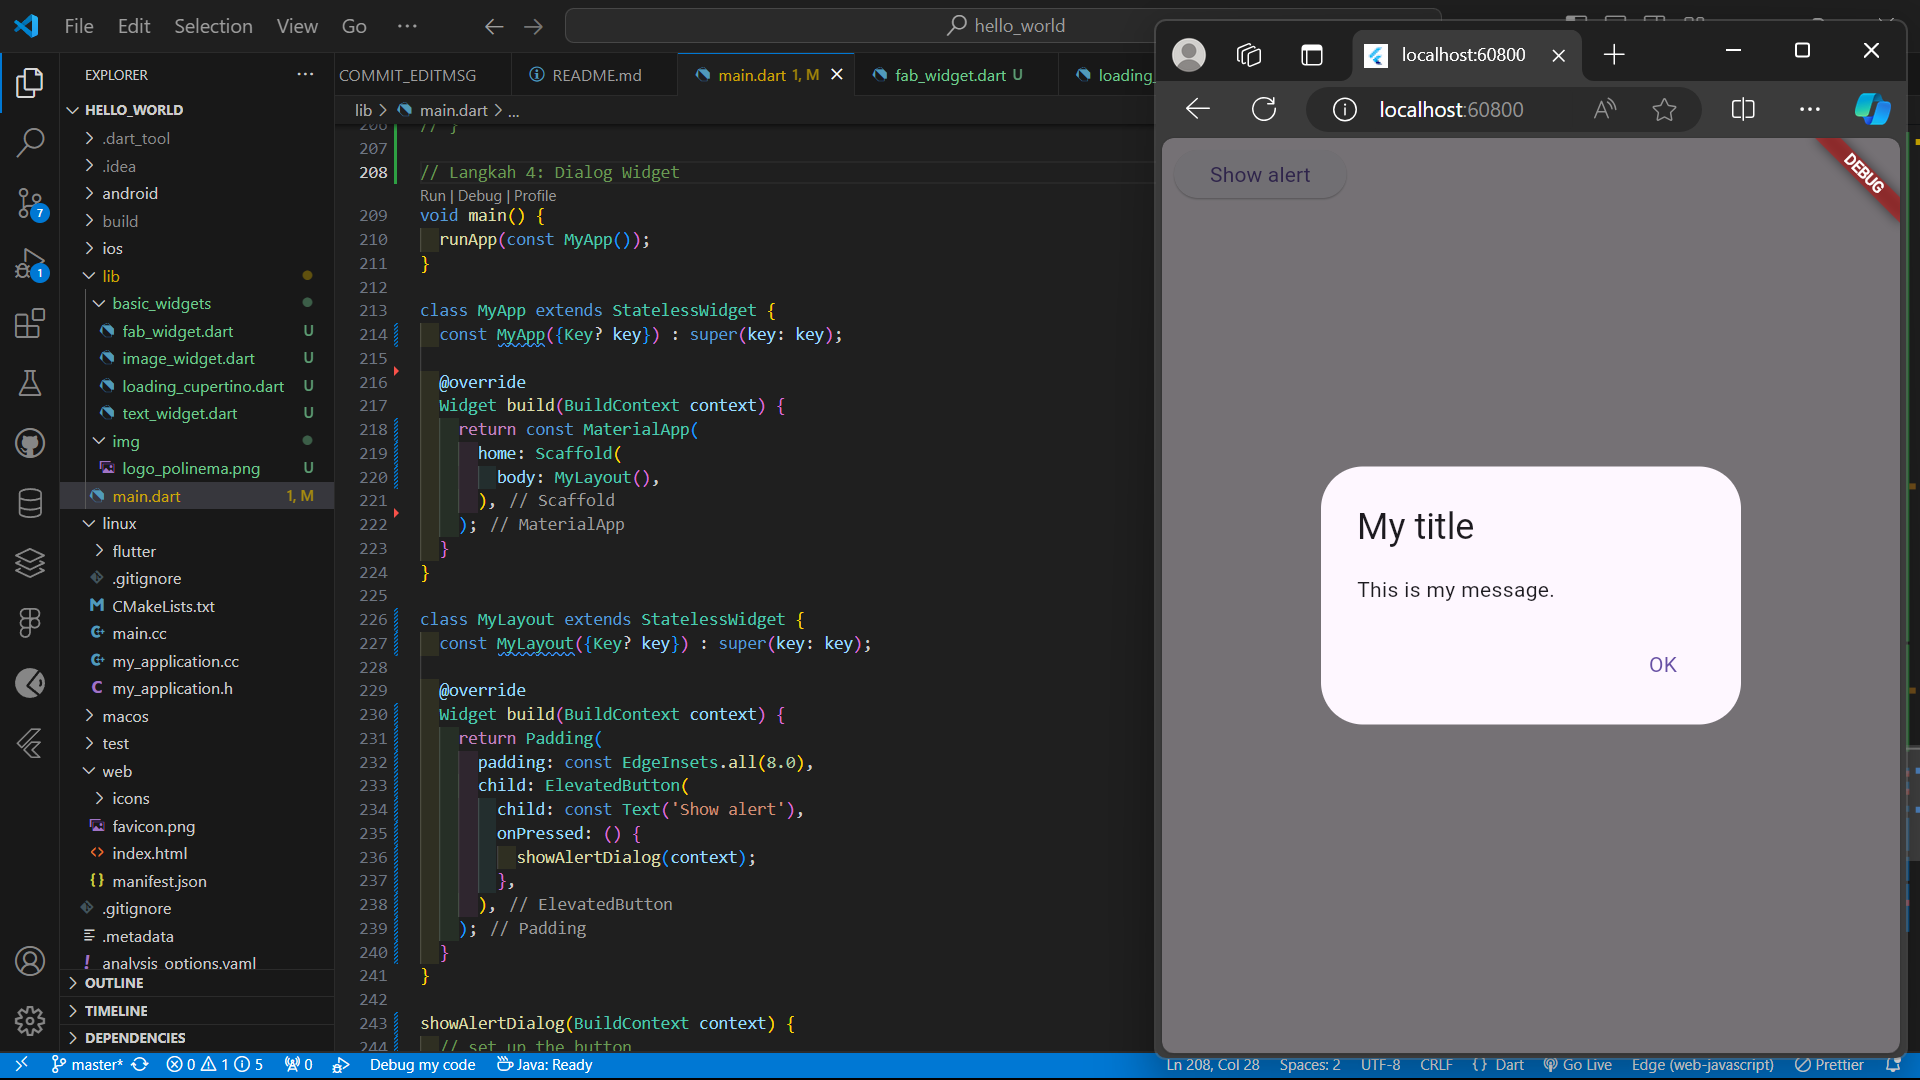 File Edit Selection View Go ···
hello_world
EXPLORER ···
HELLO_WORLD
.dart_tool
.idea
android
build
ios
lib
basic_widgets
fab_widget.dart U
image_widget.dart U
loading_cupertino.dart U
text_widget.dart U
img
logo_polinema.png U
main.dart 1, M
linux
flutter
.gitignore
CMakeLists.txt
main.cc
my_application.cc
my_application.h
macos
test
web
icons
favicon.png
index.html
manifest.json
.gitignore
.metadata
analysis_options.yaml
OUTLINE
TIMELINE
DEPENDENCIES
7
1
COMMIT_EDITMSG README.md main.dart 1, M fab_widget.dart U loading_
lib > main.dart > ...
206 // }
207
208 // Langkah 4: Dialog Widget
Run | Debug | Profile
209 void main() {
210 runApp(const MyApp());
211 }
212
213 class MyApp extends StatelessWidget {
214 const MyApp({Key? key}) : super(key: key);
215
216 @override
217 Widget build(BuildContext context) {
218 return const MaterialApp(
219 home: Scaffold(
220 body: MyLayout(),
221 ), // Scaffold
222 ); // MaterialApp
223 }
224 }
225
226 class MyLayout extends StatelessWidget {
227 const MyLayout({Key? key}) : super(key: key);
228
229 @override
230 Widget build(BuildContext context) {
231 return Padding(
232 padding: const EdgeInsets.all(8.0),
233 child: ElevatedButton(
234 child: const Text('Show alert'),
235 onPressed: () {
236 showAlertDialog(context);
237 },
238 ), // ElevatedButton
239 ); // Padding
240 }
241 }
242
243 showAlertDialog(BuildContext context) {
244 // set up the button
localhost:60800
localhost:60800
Show alert
DEBUG
My title
This is my message.
OK
master* 0 1 5 0 Debug my code Java: Ready Ln 208, Col 28 Spaces: 2 UTF-8 CRLF {} Dart Go Live Edge (web-javascript) Prettier